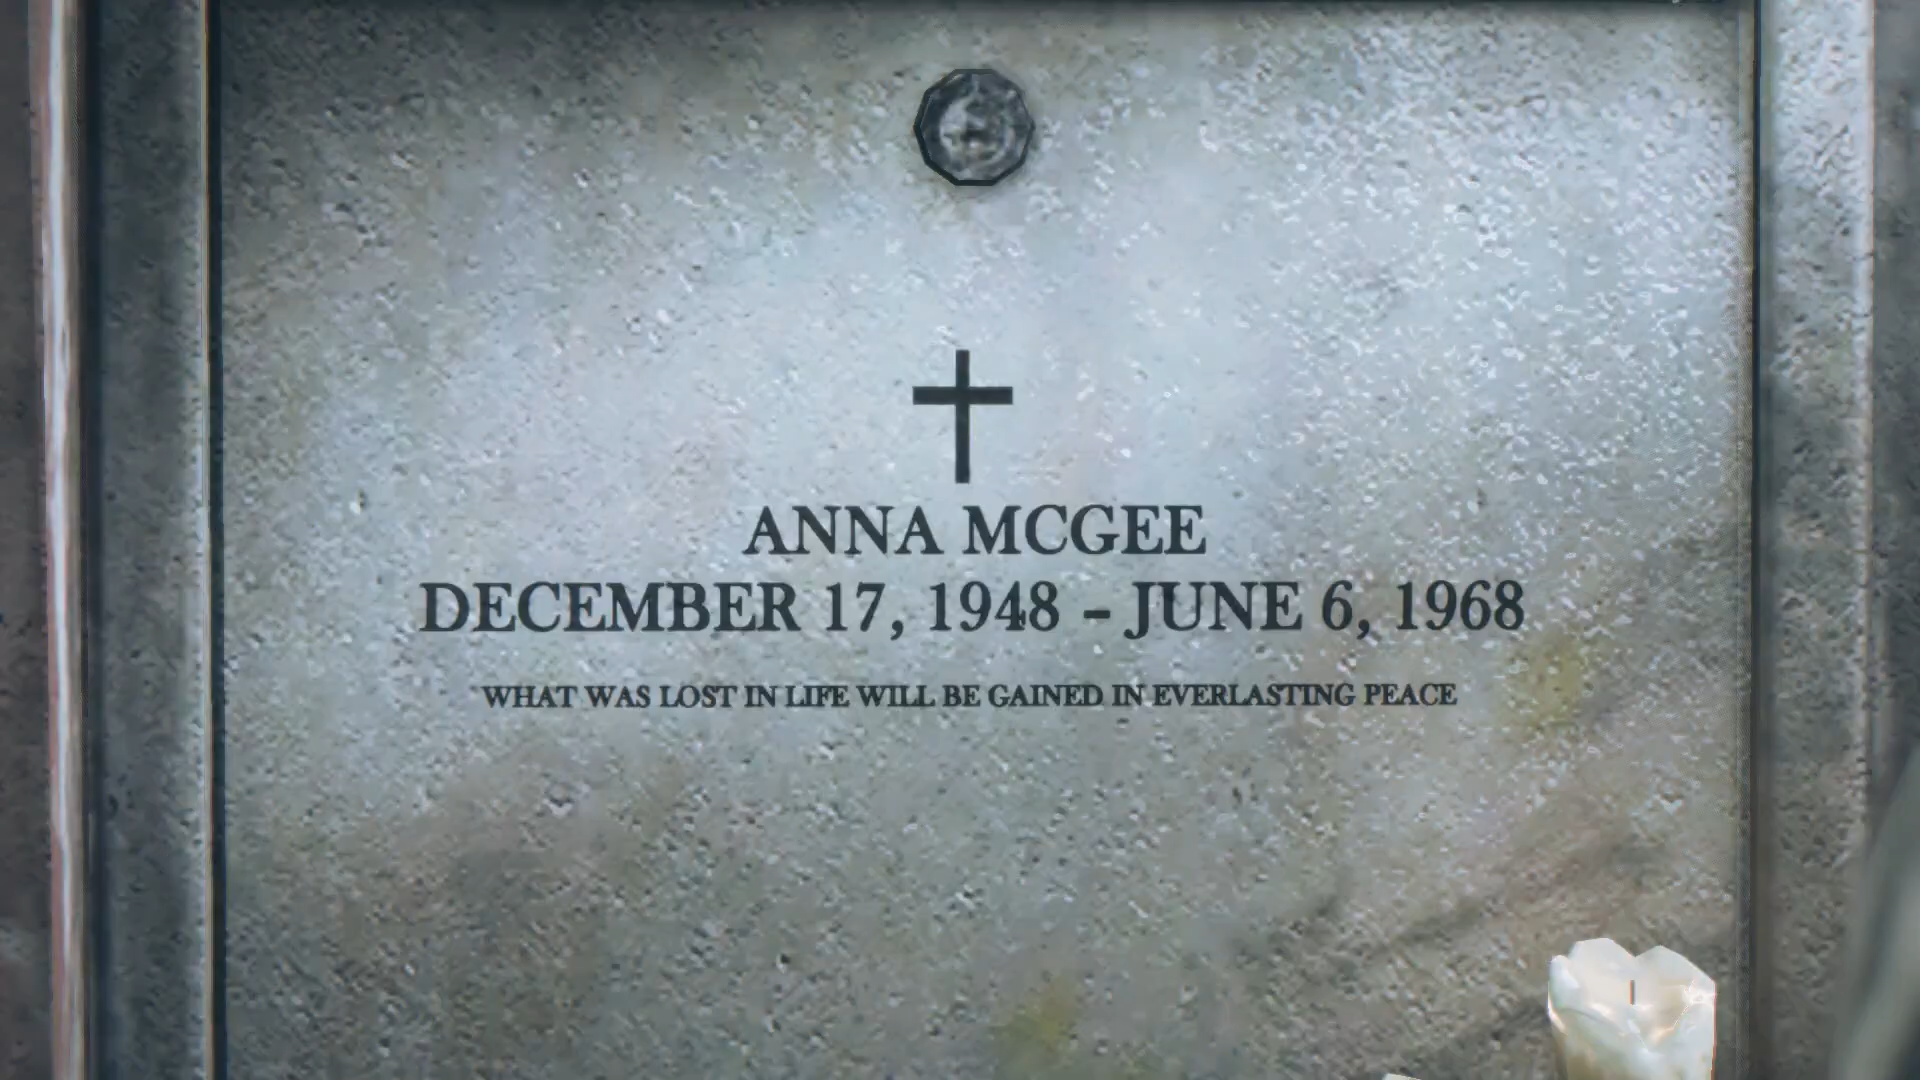 ANNA MCGEE
DECEMBER 17, 1948 – JUNE 6, 1968
WHAT WAS LOST IN LIFE WILL BE GAINED IN EVERLASTING PEACE